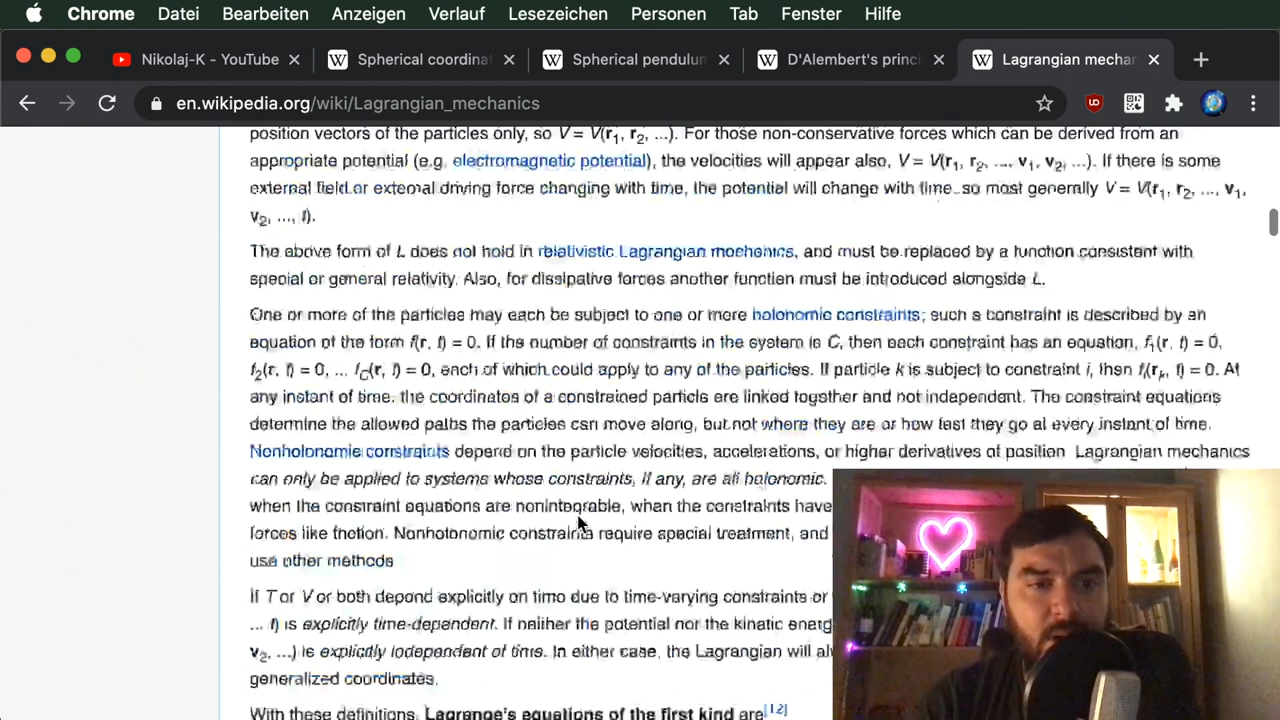 Chrome Datei Bearbeiten Anzeigen Verlauf Lesezeichen Personen Tab Fenster Hilfe
Nikolaj-K - YouTube Spherical coordinat Spherical pendulum D'Alembert's princi Lagrangian mechan
en.wikipedia.org/wiki/Lagrangian_mechanics
position vectors of the particles only, so V = V(r1, r2, ...). For those non-conservative forces which can be derived from an
appropriate potential (e.g. electromagnetic potential), the velocities will appear also, V = V(r1, r2, ..., v1, v2, ...). If there is some
external field or external driving force changing with time, the potential will change with time, so most generally V = V(r1, r2, ..., v1,
v2, ..., t).
The above form of L does not hold in relativistic Lagrangian mechanics, and must be replaced by a function consistent with
special or general relativity. Also, for dissipative forces another function must be introduced alongside L.
One or more of the particles may each be subject to one or more holonomic constraints; such a constraint is described by an
equation of the form f(r, t) = 0. If the number of constraints in the system is C, then each constraint has an equation, f1(r, t) = 0,
f2(r, t) = 0, ... fC(r, t) = 0, each of which could apply to any of the particles. If particle k is subject to constraint i, then fi(rk, t) = 0. At
any instant of time, the coordinates of a constrained particle are linked together and not independent. The constraint equations
determine the allowed paths the particles can move along, but not where they are or how fast they go at every instant of time.
Nonholonomic constraints depend on the particle velocities, accelerations, or higher derivatives of position. Lagrangian mechanics
can only be applied to systems whose constraints, if any, are all holonomic.
when the constraint equations are nonintegrable, when the constraints have
forces like friction. Nonholonomic constraints require special treatment, and
use other methods
If T or V or both depend explicitly on time due to time-varying constraints or
... t) is explicitly time-dependent. If neither the potential nor the kinetic energ
v2, ...) is explicitly independent of time. In either case, the Lagrangian will al
generalized coordinates.
With these definitions, Lagrange's equations of the first kind are[12]